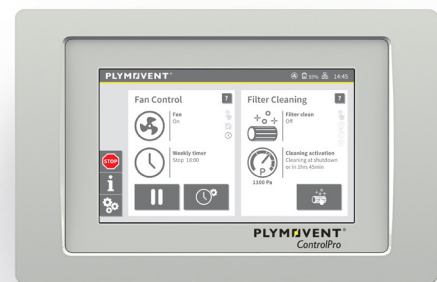 PLYMOVENT®
53%
14:45
Fan Control
?
Fan
On
Weekly timer
Stop 18:00
STOP
i
Filter Cleaning
?
Filter clean
Off
Cleaning activation
Cleaning at shutdown
or in 1hrs 45min
P
1100 Pa
PLYMOVENT®
ControlPro